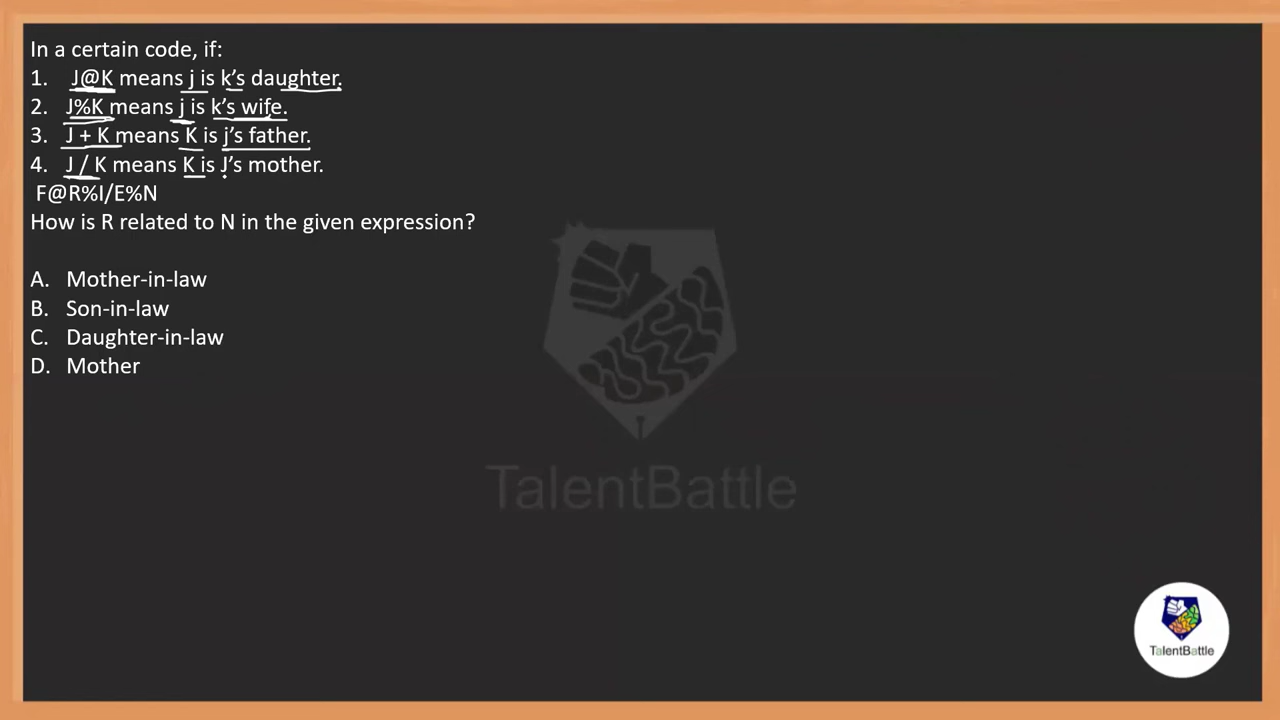 In a certain code, if:
1. J@K means j is k's daughter.
2. J%K means j is k's wife.
3. J + K means K is j's father.
4. J / K means K is J's mother.
F@R%I/E%N
How is R related to N in the given expression?
A. Mother-in-law
B. Son-in-law
C. Daughter-in-law
D. Mother
TalentBattle
TalentBattle